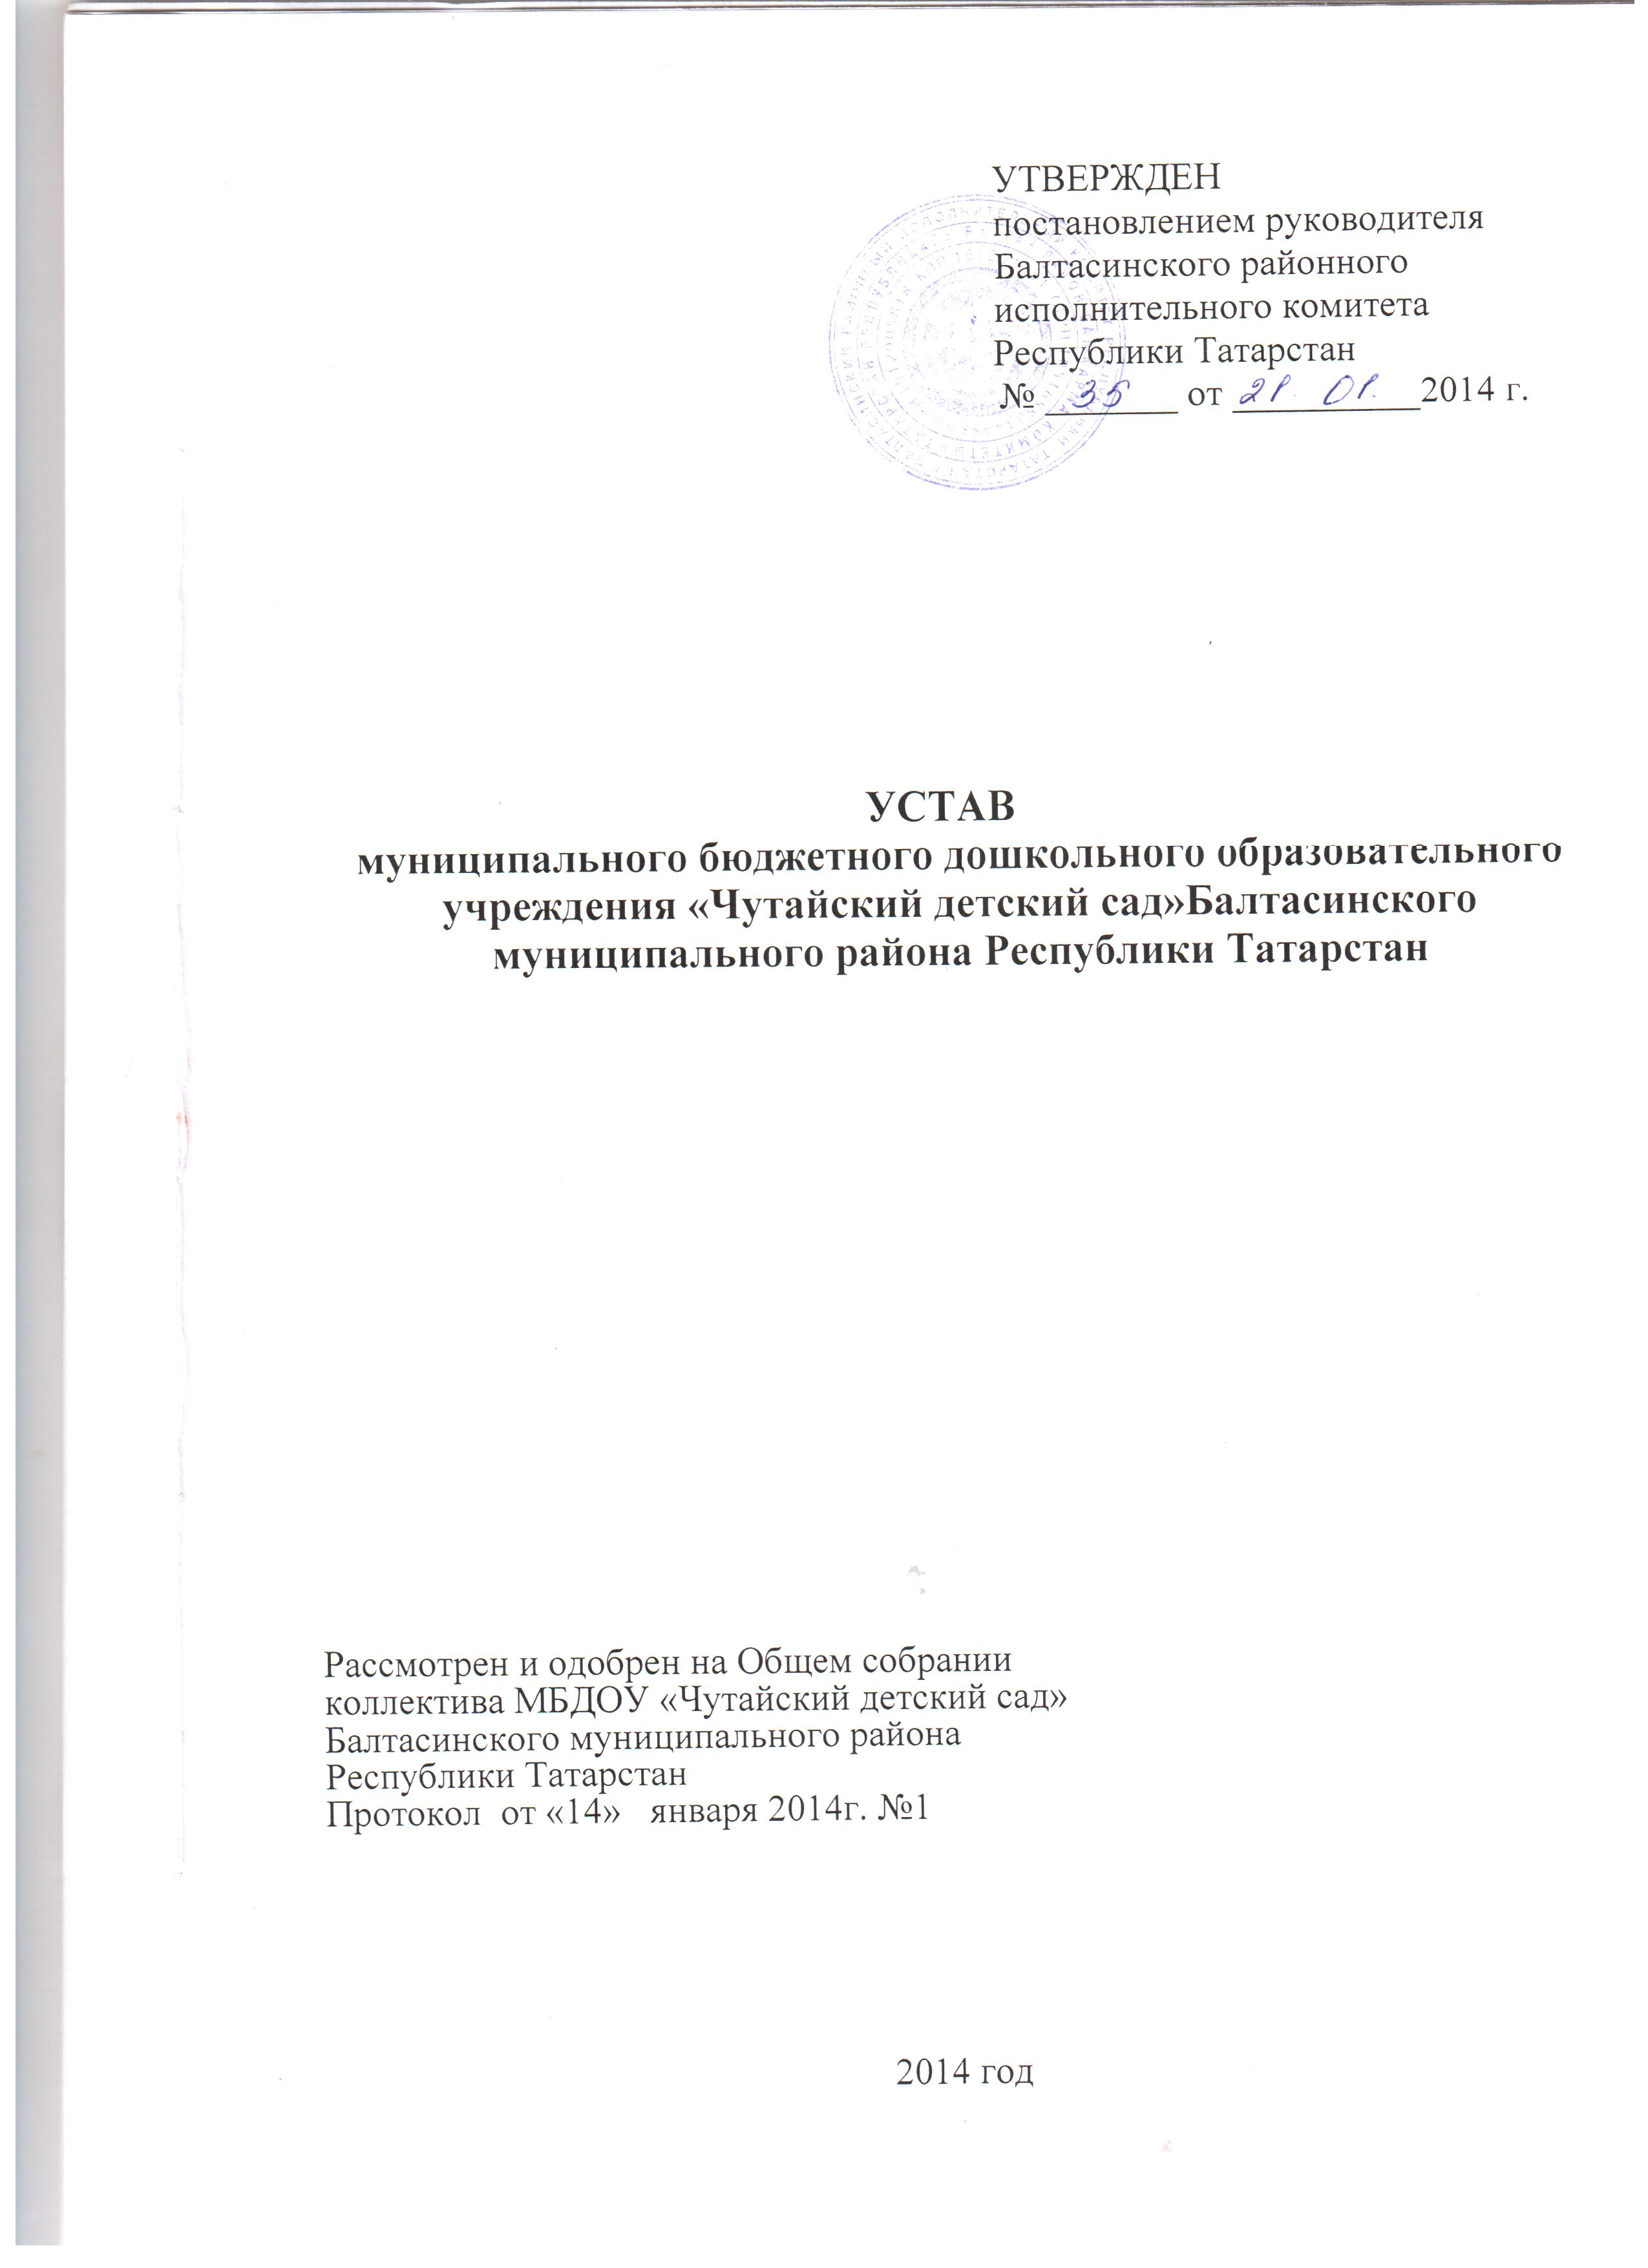 УТВЕРЖДЕН
постановлением руководителя
Балтасинского районного
исполнительного комитета
Республики Татарстан
№ 35 от 21. 01. 2014 г.
УСТАВ
муниципального бюджетного дошкольного образовательного
учреждения «Чутайский детский сад»Балтасинского
муниципального района Республики Татарстан
Рассмотрен и одобрен на Общем собрании
коллектива МБДОУ «Чутайский детский сад»
Балтасинского муниципального района
Республики Татарстан
Протокол от «14» января 2014г. №1
2014 год